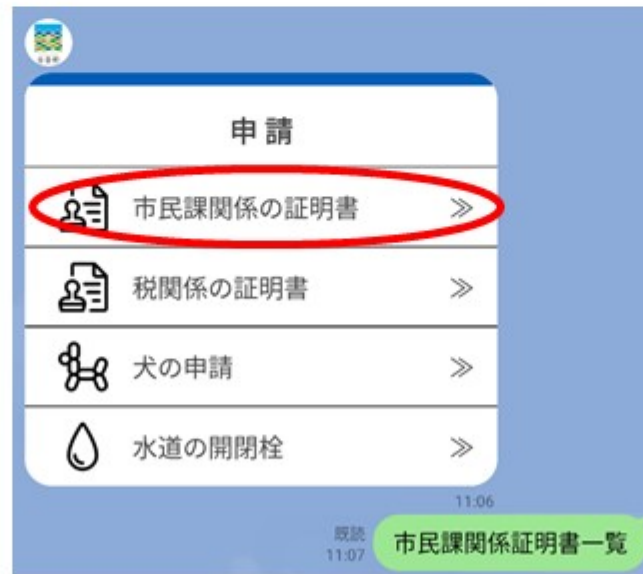 申請
市民課関係の証明書 ≫
税関係の証明書 ≫
犬の申請 ≫
水道の開閉栓 ≫
11:06
既読
11:07
市民課関係証明書一覧